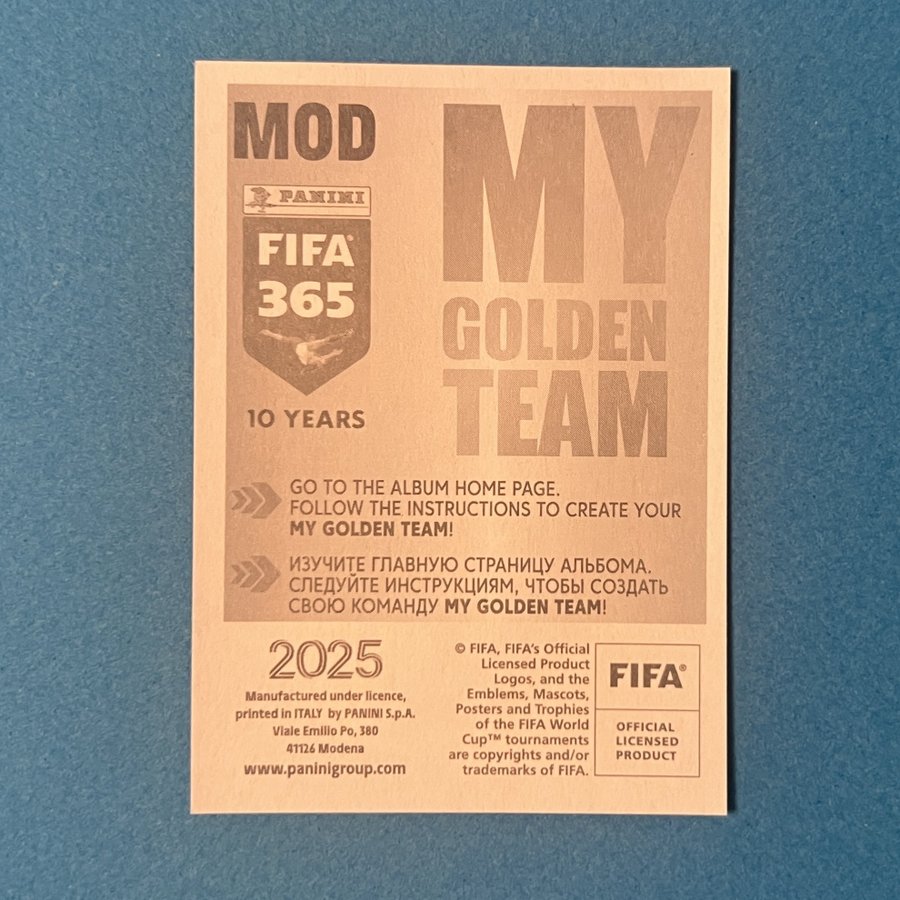 MOD
PANINI
FIFA®
365
10 YEARS
MY
GOLDEN
TEAM
GO TO THE ALBUM HOME PAGE.
FOLLOW THE INSTRUCTIONS TO CREATE YOUR
MY GOLDEN TEAM!
ИЗУЧИТЕ ГЛАВНУЮ СТРАНИЦУ АЛЬБОМА.
СЛЕДУЙТЕ ИНСТРУКЦИЯМ, ЧТОБЫ СОЗДАТЬ
СВОЮ КОМАНДУ MY GOLDEN TEAM!
2025
Manufactured under licence,
printed in ITALY by PANINI S.p.A.
Viale Emilio Po, 380
41126 Modena
www.paninigroup.com
© FIFA, FIFA's Official
Licensed Product
Logos, and the
Emblems, Mascots,
Posters and Trophies
of the FIFA World
Cup™ tournaments
are copyrights and/or
trademarks of FIFA.
FIFA®
OFFICIAL
LICENSED
PRODUCT